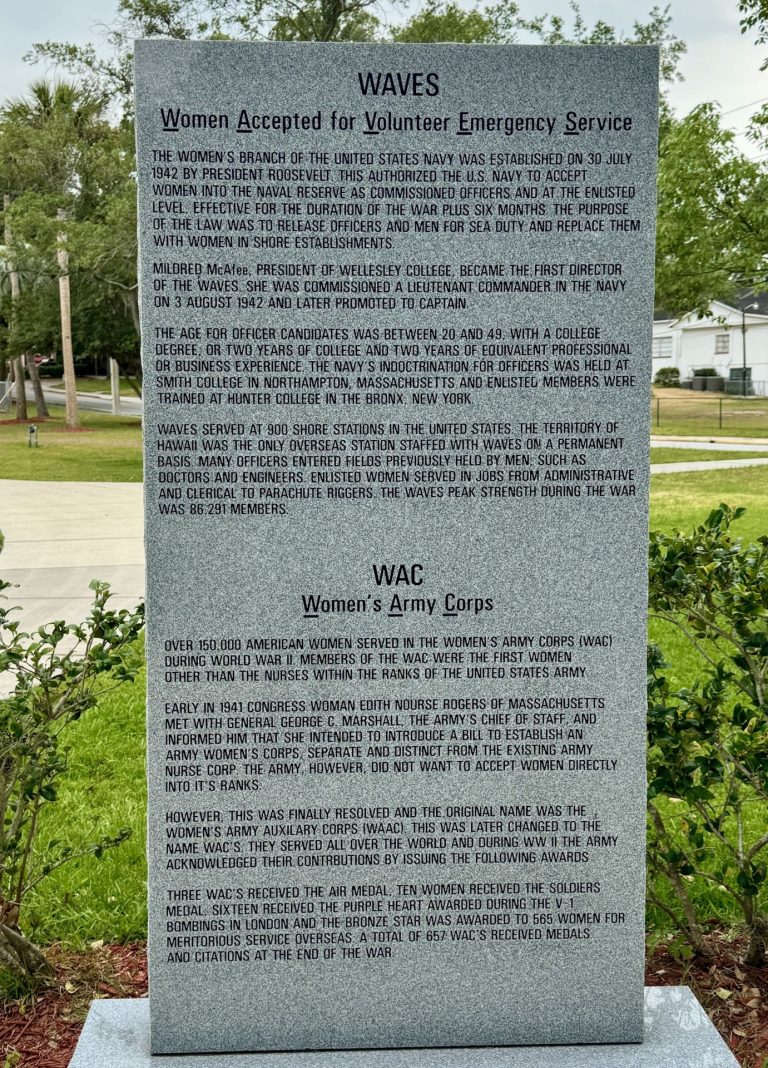 WAVES
Women Accepted for Volunteer Emergency Service
THE WOMEN'S BRANCH OF THE UNITED STATES NAVY WAS ESTABLISHED ON 30 JULY
1942 BY PRESIDENT ROOSEVELT. THIS AUTHORIZED THE U.S. NAVY TO ACCEPT
WOMEN INTO THE NAVAL RESERVE AS COMMISSIONED OFFICERS AND AT THE ENLISTED
LEVEL, EFFECTIVE FOR THE DURATION OF THE WAR PLUS SIX MONTHS. THE PURPOSE
OF THE LAW WAS TO RELEASE OFFICERS AND MEN FOR SEA DUTY AND REPLACE THEM
WITH WOMEN IN SHORE ESTABLISHMENTS.
MILDRED McAfee, PRESIDENT OF WELLESLEY COLLEGE, BECAME THE FIRST DIRECTOR
OF THE WAVES. SHE WAS COMMISSIONED A LIEUTENANT COMMANDER IN THE NAVY
ON 3 AUGUST 1942 AND LATER PROMOTED TO CAPTAIN.
THE AGE FOR OFFICER CANDIDATES WAS BETWEEN 20 AND 49, WITH A COLLEGE
DEGREE, OR TWO YEARS OF COLLEGE AND TWO YEARS OF EQUIVALENT PROFESSIONAL
OR BUSINESS EXPERIENCE. THE NAVY'S INDOCTRINATION FOR OFFICERS WAS HELD AT
SMITH COLLEGE IN NORTHAMPTON, MASSACHUSETTS AND ENLISTED MEMBERS WERE
TRAINED AT HUNTER COLLEGE IN THE BRONX, NEW YORK.
WAVES SERVED AT 900 SHORE STATIONS IN THE UNITED STATES. THE TERRITORY OF
HAWAII WAS THE ONLY OVERSEAS STATION STAFFED WITH WAVES ON A PERMANENT
BASIS. MANY OFFICERS ENTERED FIELDS PREVIOUSLY HELD BY MEN, SUCH AS
DOCTORS AND ENGINEERS. ENLISTED WOMEN SERVED IN JOBS FROM ADMINISTRATIVE
AND CLERICAL TO PARACHUTE RIGGERS. THE WAVES PEAK STRENGTH DURING THE WAR
WAS 86,291 MEMBERS.
WAC
Women's Army Corps
OVER 150,000 AMERICAN WOMEN SERVED IN THE WOMEN'S ARMY CORPS (WAC)
DURING WORLD WAR II. MEMBERS OF THE WAC WERE THE FIRST WOMEN
OTHER THAN THE NURSES WITHIN THE RANKS OF THE UNITED STATES ARMY.
EARLY IN 1941 CONGRESS WOMAN EDITH NOURSE ROGERS OF MASSACHUSETTS
MET WITH GENERAL GEORGE C. MARSHALL, THE ARMY'S CHIEF OF STAFF, AND
INFORMED HIM THAT SHE INTENDED TO INTRODUCE A BILL TO ESTABLISH AN
ARMY WOMEN'S CORPS, SEPARATE AND DISTINCT FROM THE EXISTING ARMY
NURSE CORP. THE ARMY, HOWEVER, DID NOT WANT TO ACCEPT WOMEN DIRECTLY
INTO IT'S RANKS.
HOWEVER, THIS WAS FINALLY RESOLVED AND THE ORIGINAL NAME WAS THE
WOMEN'S ARMY AUXILARY CORPS (WAAC). THIS WAS LATER CHANGED TO THE
NAME WAC'S. THEY SERVED ALL OVER THE WORLD AND DURING WW II THE ARMY
ACKNOWLEDGED THEIR CONTRBUTIONS BY ISSUING THE FOLLOWING AWARDS
THREE WAC'S RECEIVED THE AIR MEDAL, TEN WOMEN RECEIVED THE SOLDIERS
MEDAL, SIXTEEN RECEIVED THE PURPLE HEART AWARDED DURING THE V-1
BOMBINGS IN LONDON AND THE BRONZE STAR WAS AWARDED TO 565 WOMEN FOR
MERITORIOUS SERVICE OVERSEAS. A TOTAL OF 657 WAC'S RECEIVED MEDALS
AND CITATIONS AT THE END OF THE WAR.